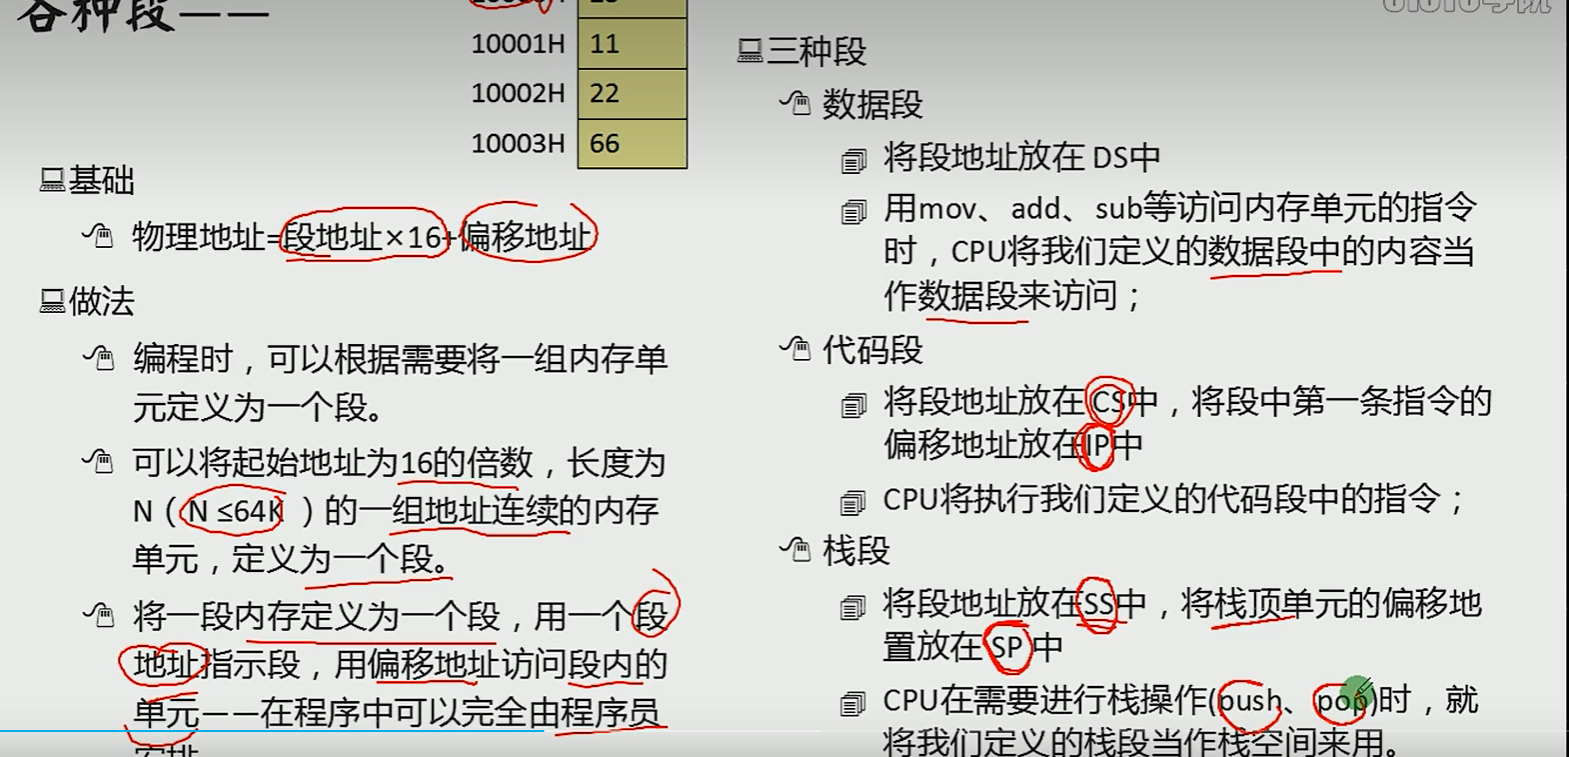 各种段——
10001H 11
10002H 22
10003H 66
基础
物理地址=段地址×16+偏移地址
做法
编程时，可以根据需要将一组内存单
元定义为一个段。
可以将起始地址为16的倍数，长度为
N（N ≤64K ）的一组地址连续的内存
单元，定义为一个段。
将一段内存定义为一个段，用一个段
地址指示段，用偏移地址访问段内的
单元——在程序中可以完全由程序员
三种段
数据段
将段地址放在 DS中
用mov、add、sub等访问内存单元的指令
时，CPU将我们定义的数据段中的内容当
作数据段来访问；
代码段
将段地址放在CS中，将段中第一条指令的
偏移地址放在IP中
CPU将执行我们定义的代码段中的指令；
栈段
将段地址放在SS中，将栈顶单元的偏移地
置放在 SP 中
CPU在需要进行栈操作(push、pop)时，就
将我们定义的栈段当作栈空间来用。